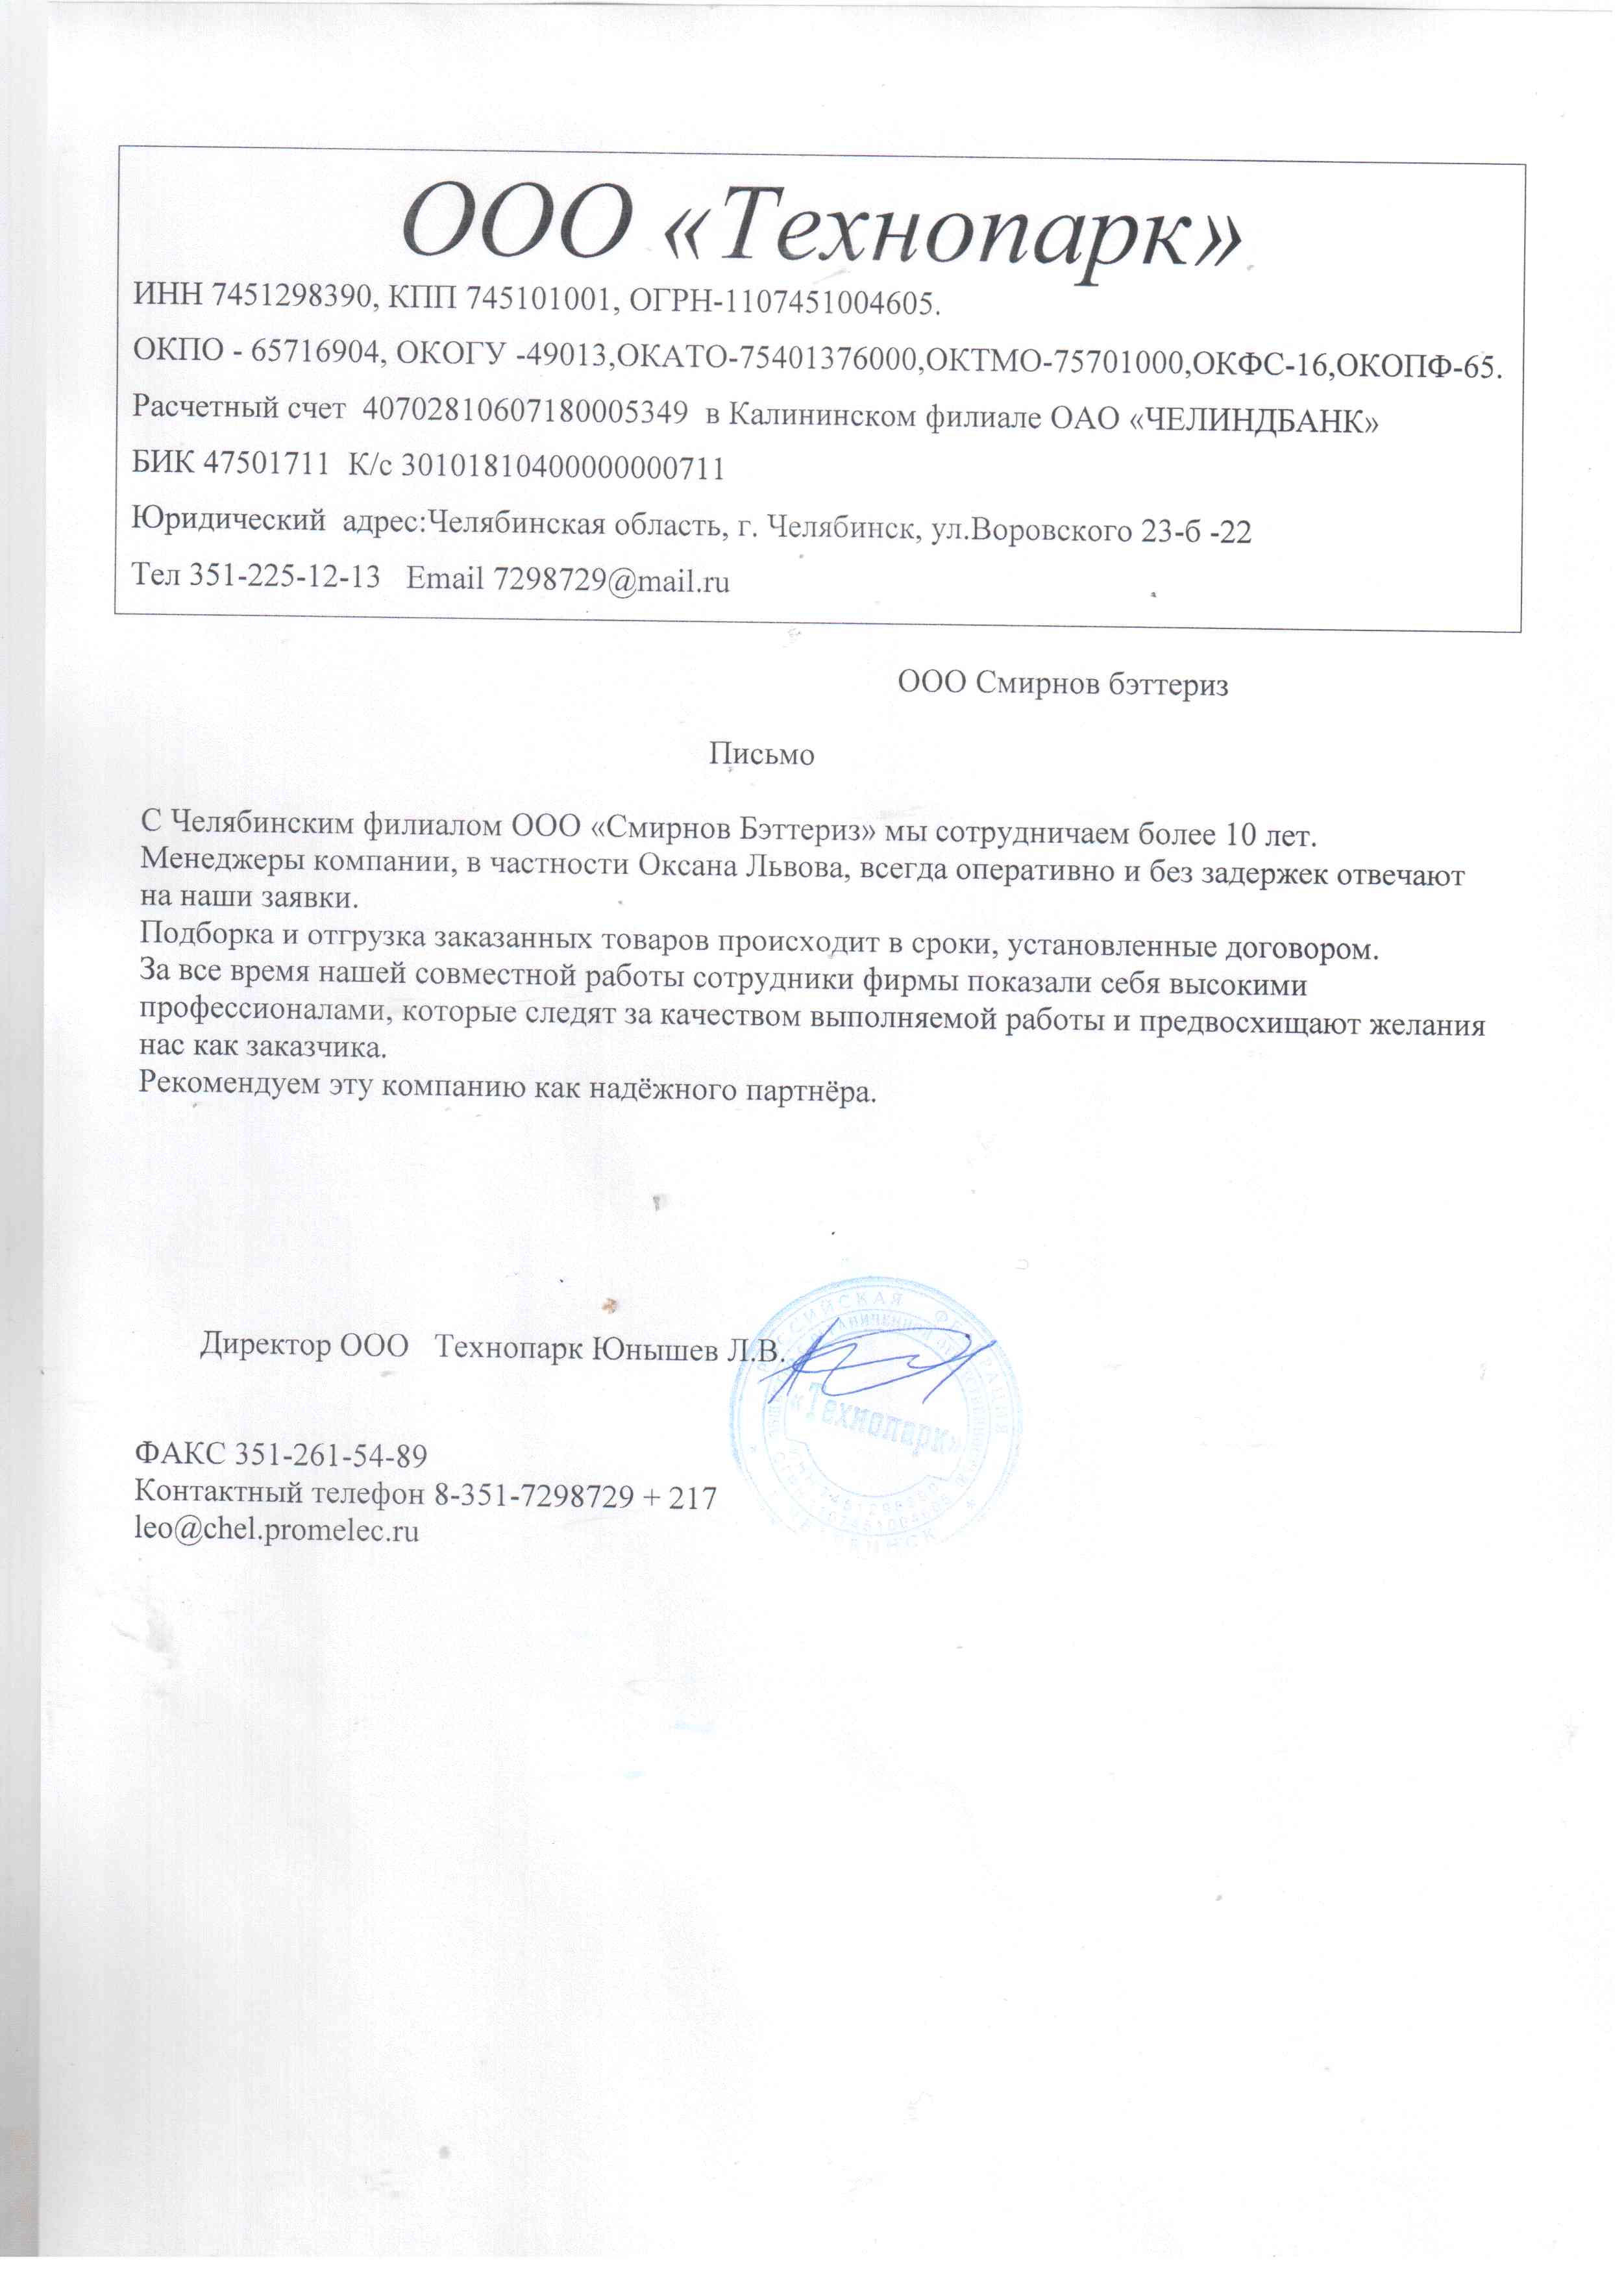 ООО «Технопарк»
ИНН 7451298390, КПП 745101001, ОГРН-1107451004605.
ОКПО - 65716904, ОКОГУ -49013,ОКАТО-75401376000,ОКТМО-75701000,ОКФС-16,ОКОПФ-65.
Расчетный счет 40702810607180005349 в Калининском филиале ОАО «ЧЕЛИНДБАНК»
БИК 47501711 К/с 30101810400000000711
Юридический адрес:Челябинская область, г. Челябинск, ул.Воровского 23-б -22
Тел 351-225-12-13 Email 7298729@mail.ru
ООО Смирнов бэттериз
Письмо
С Челябинским филиалом ООО «Смирнов Бэттериз» мы сотрудничаем более 10 лет.
Менеджеры компании, в частности Оксана Львова, всегда оперативно и без задержек отвечают
на наши заявки.
Подборка и отгрузка заказанных товаров происходит в сроки, установленные договором.
За все время нашей совместной работы сотрудники фирмы показали себя высокими
профессионалами, которые следят за качеством выполняемой работы и предвосхищают желания
нас как заказчика.
Рекомендуем эту компанию как надёжного партнёра.
Директор ООО Технопарк Юнышев Л.В.
«Технопарк»
ФАКС 351-261-54-89
Контактный телефон 8-351-7298729 + 217
leo@chel.promelec.ru